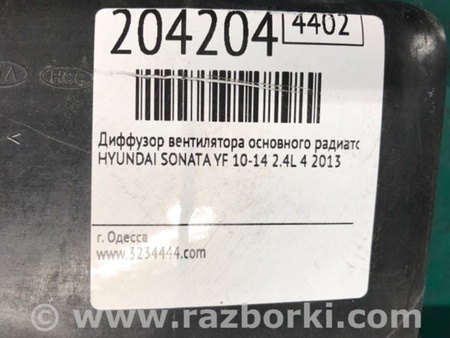 204204
4402
HCC
Диффузор вентилятора основного радиатс
HYUNDAI SONATA YF 10-14 2.4L 4 2013
г. Одесса
www.3234444.com
www.razborki.com